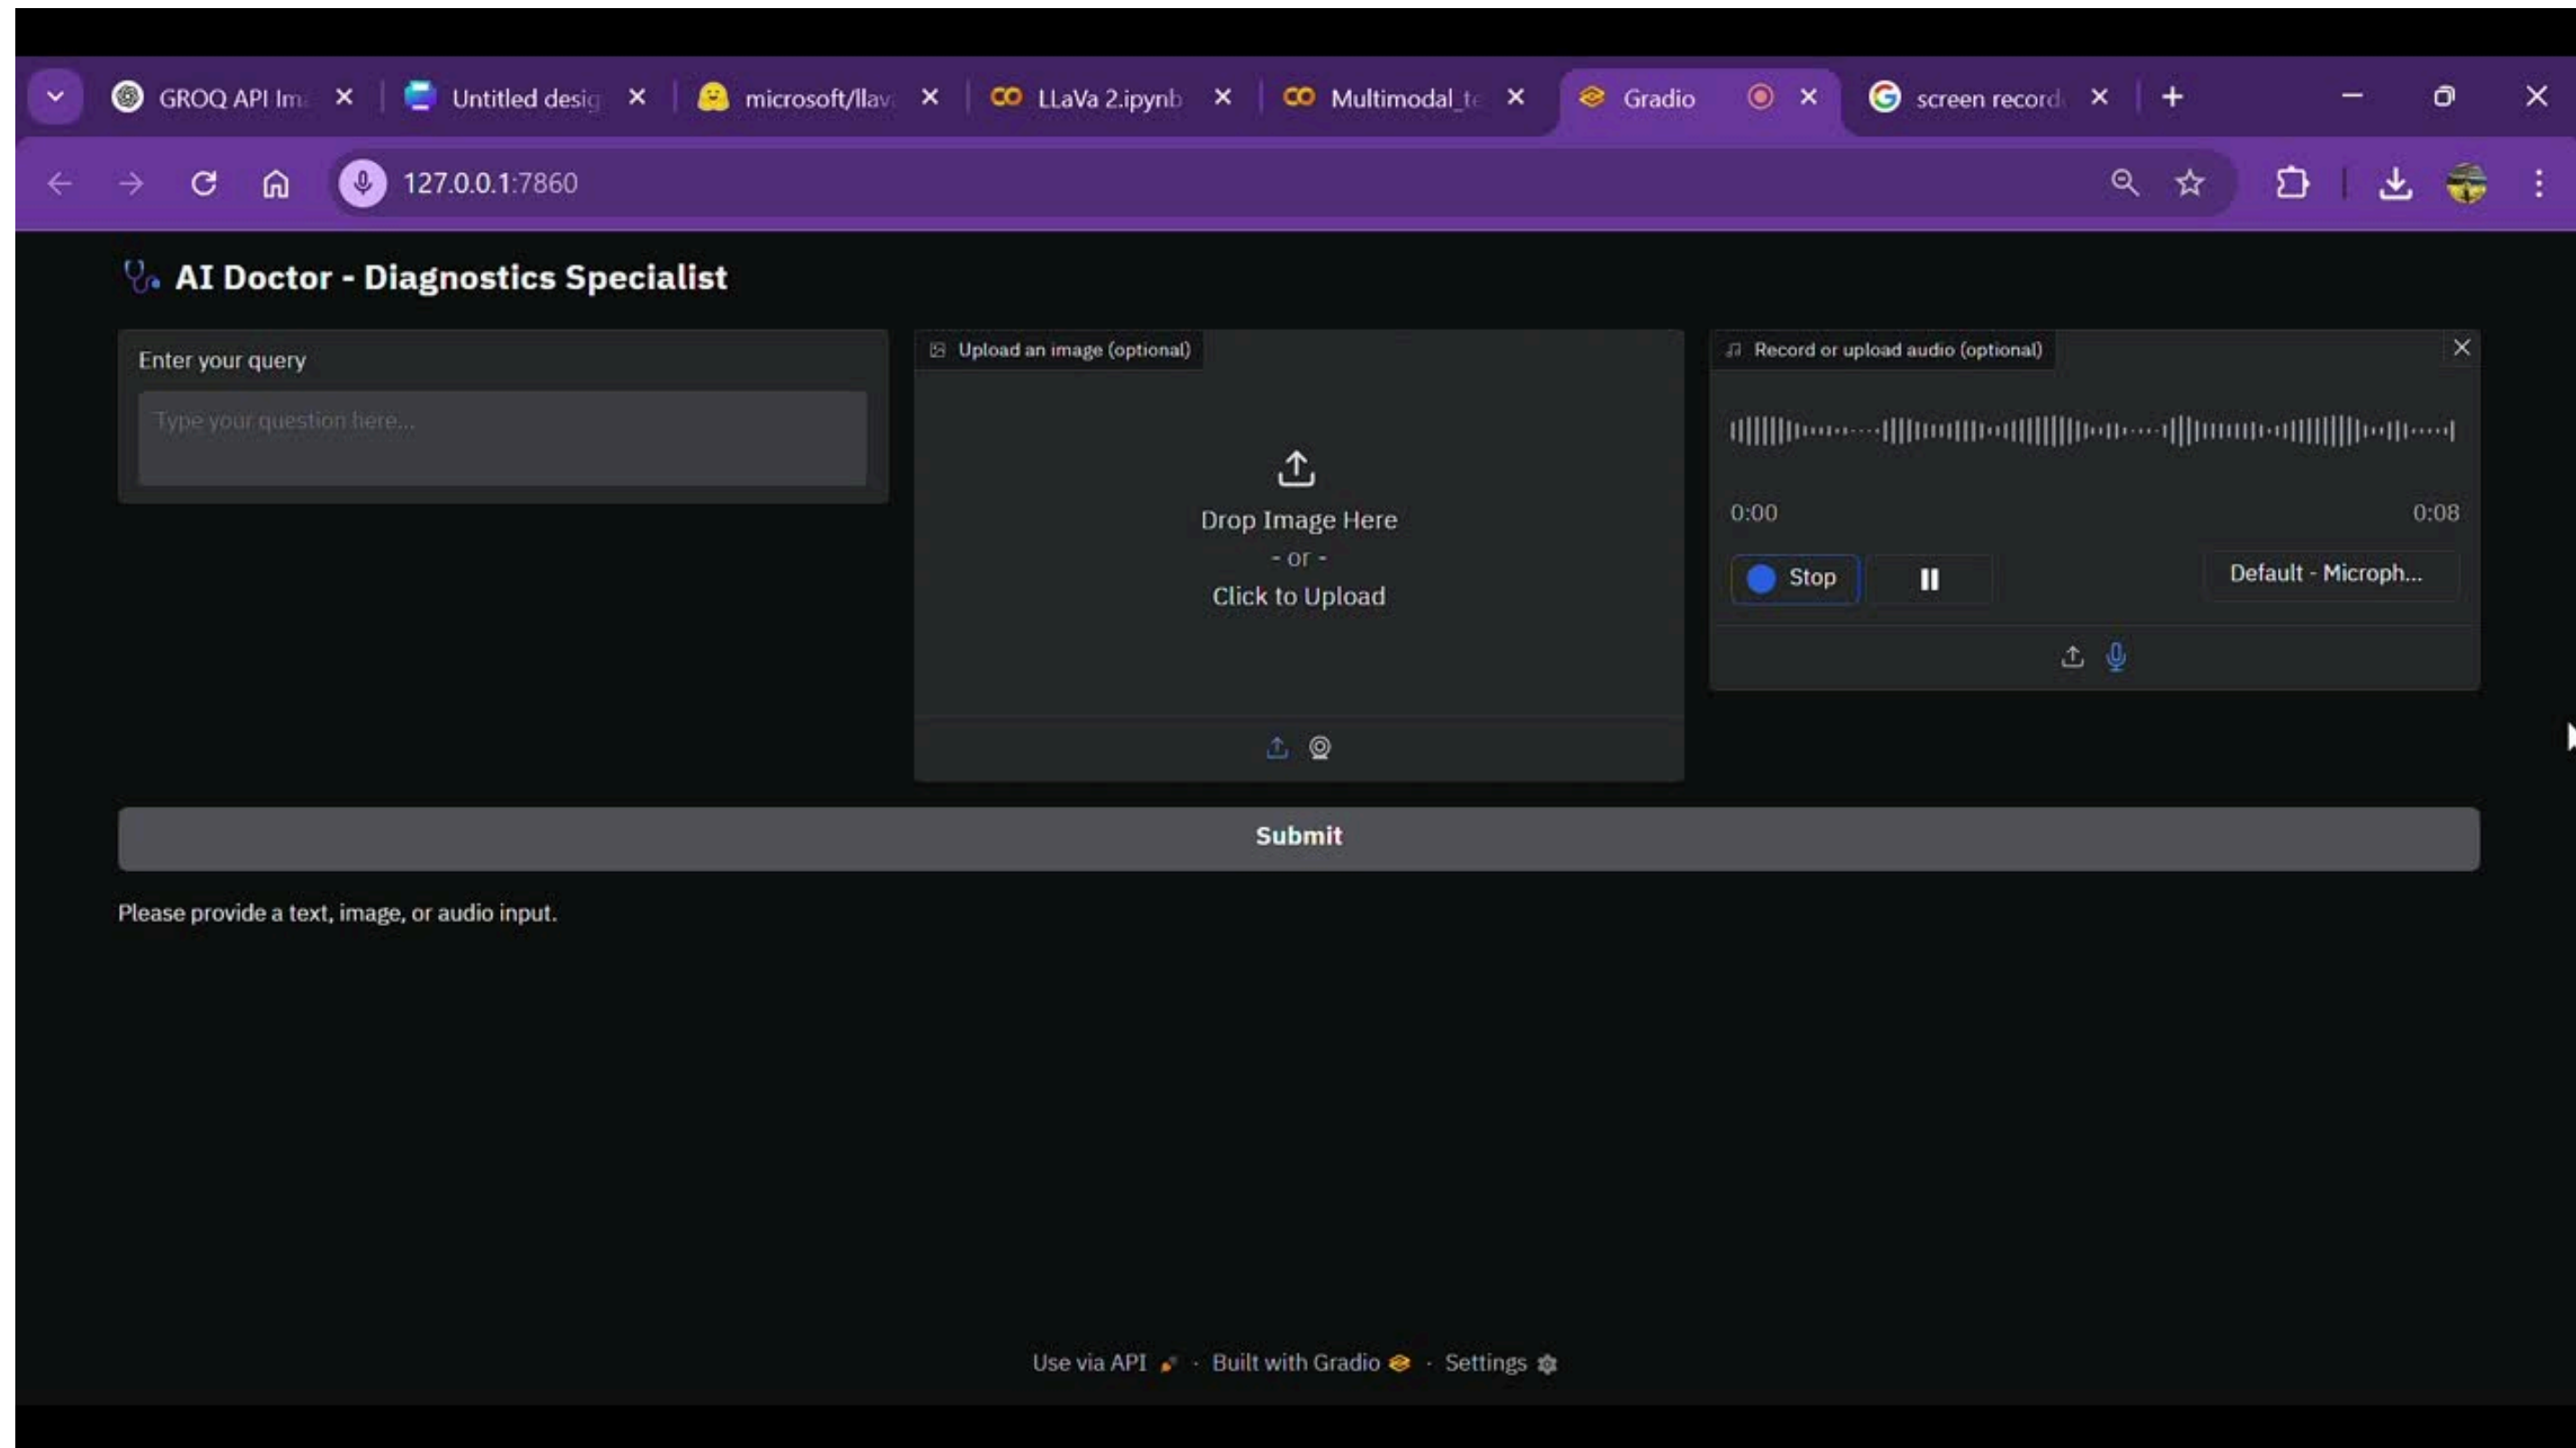 GROQ API Im
Untitled desig
microsoft/llav
LLaVa 2.ipynb
Multimodal_te
Gradio
screen record
127.0.0.1:7860
AI Doctor - Diagnostics Specialist
Enter your query
Type your question here...
Upload an image (optional)
Drop Image Here
- or -
Click to Upload
Record or upload audio (optional)
0:00
0:08
Stop
Default - Microph...
Submit
Please provide a text, image, or audio input.
Use via API · Built with Gradio · Settings